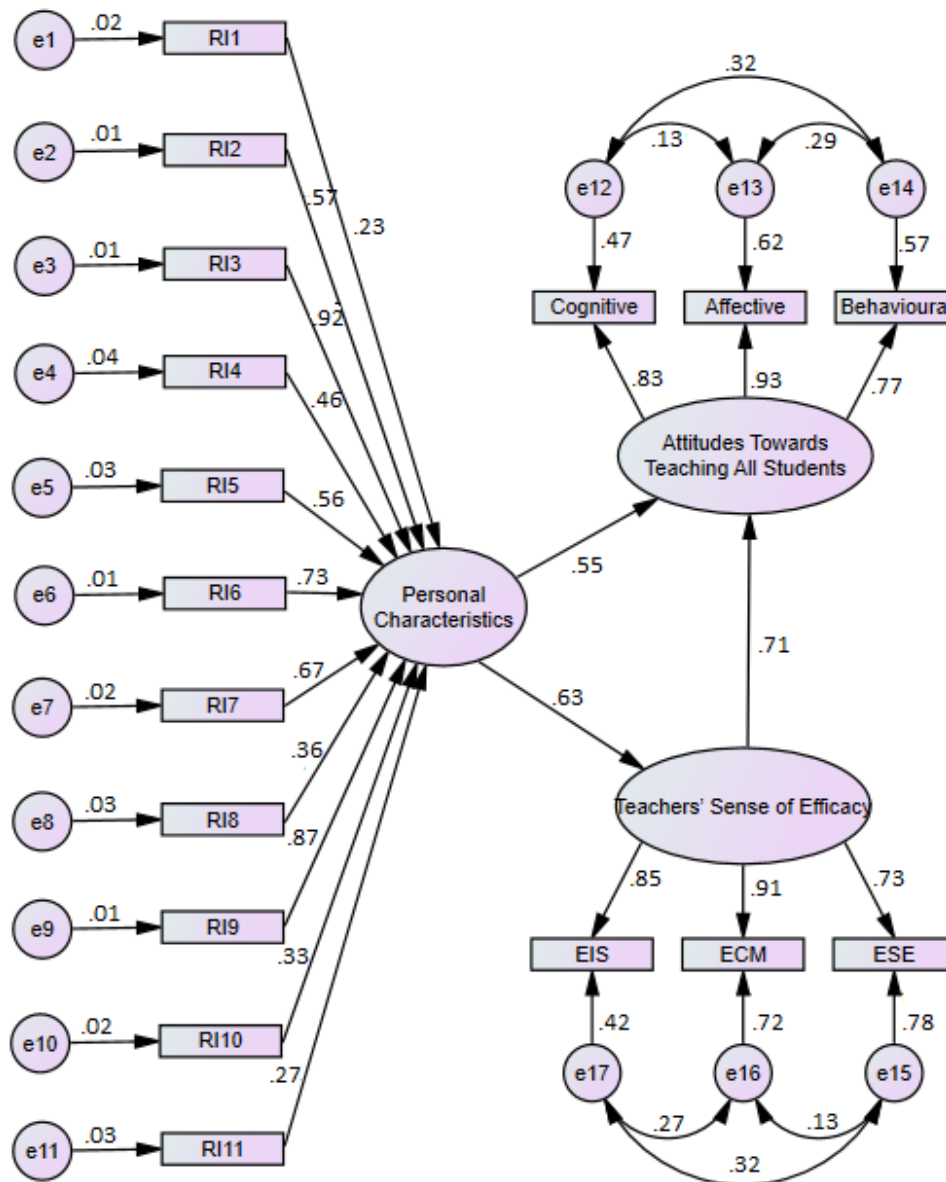 e1
.02
RI1
e2
.01
RI2
e3
.01
RI3
e4
.04
RI4
e5
.03
RI5
e6
.01
RI6
e7
.02
RI7
e8
.03
RI8
e9
.01
RI9
e10
.02
RI10
e11
.03
RI11
.23
.57
.92
.46
.56
.73
.67
.36
.87
.33
.27
Personal
Characteristics
.55
.63
.71
.32
.13
.29
e12
e13
e14
.47
.62
.57
Cognitive
Affective
Behavioura
.83
.93
.77
Attitudes Towards
Teaching All Students
Teachers’ Sense of Efficacy
.85
.91
.73
EIS
ECM
ESE
.42
.72
.78
e17
e16
e15
.27
.13
.32